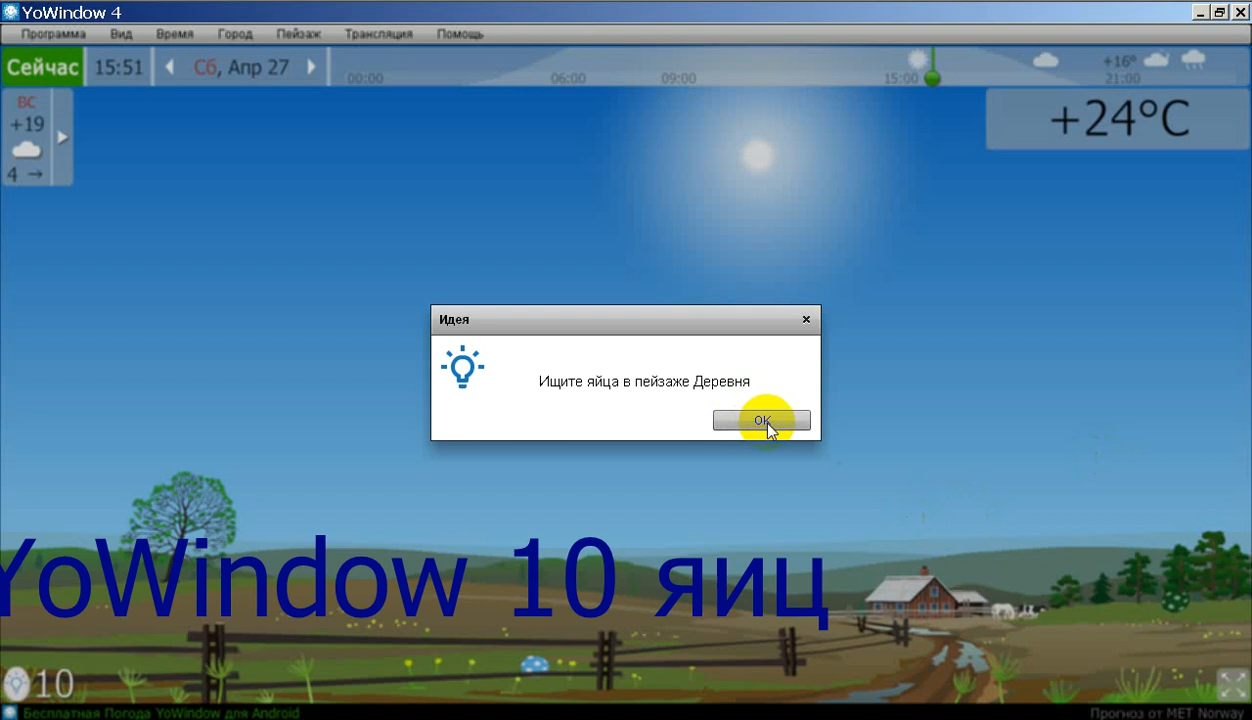 YoWindow 4
Программа Вид Время Город Пейзаж Трансляция Помощь
Сейчас 15:51 Сб, Апр 27 00:00 06:00 09:00 15:00 +16° 21:00
ВС
+19
4 →
+24°C
Идея
Ищите яйца в пейзаже Деревня
OK
YoWindow 10 яиц
10
Бесплатная Погода YoWindow для Android
Прогноз от MET Norway